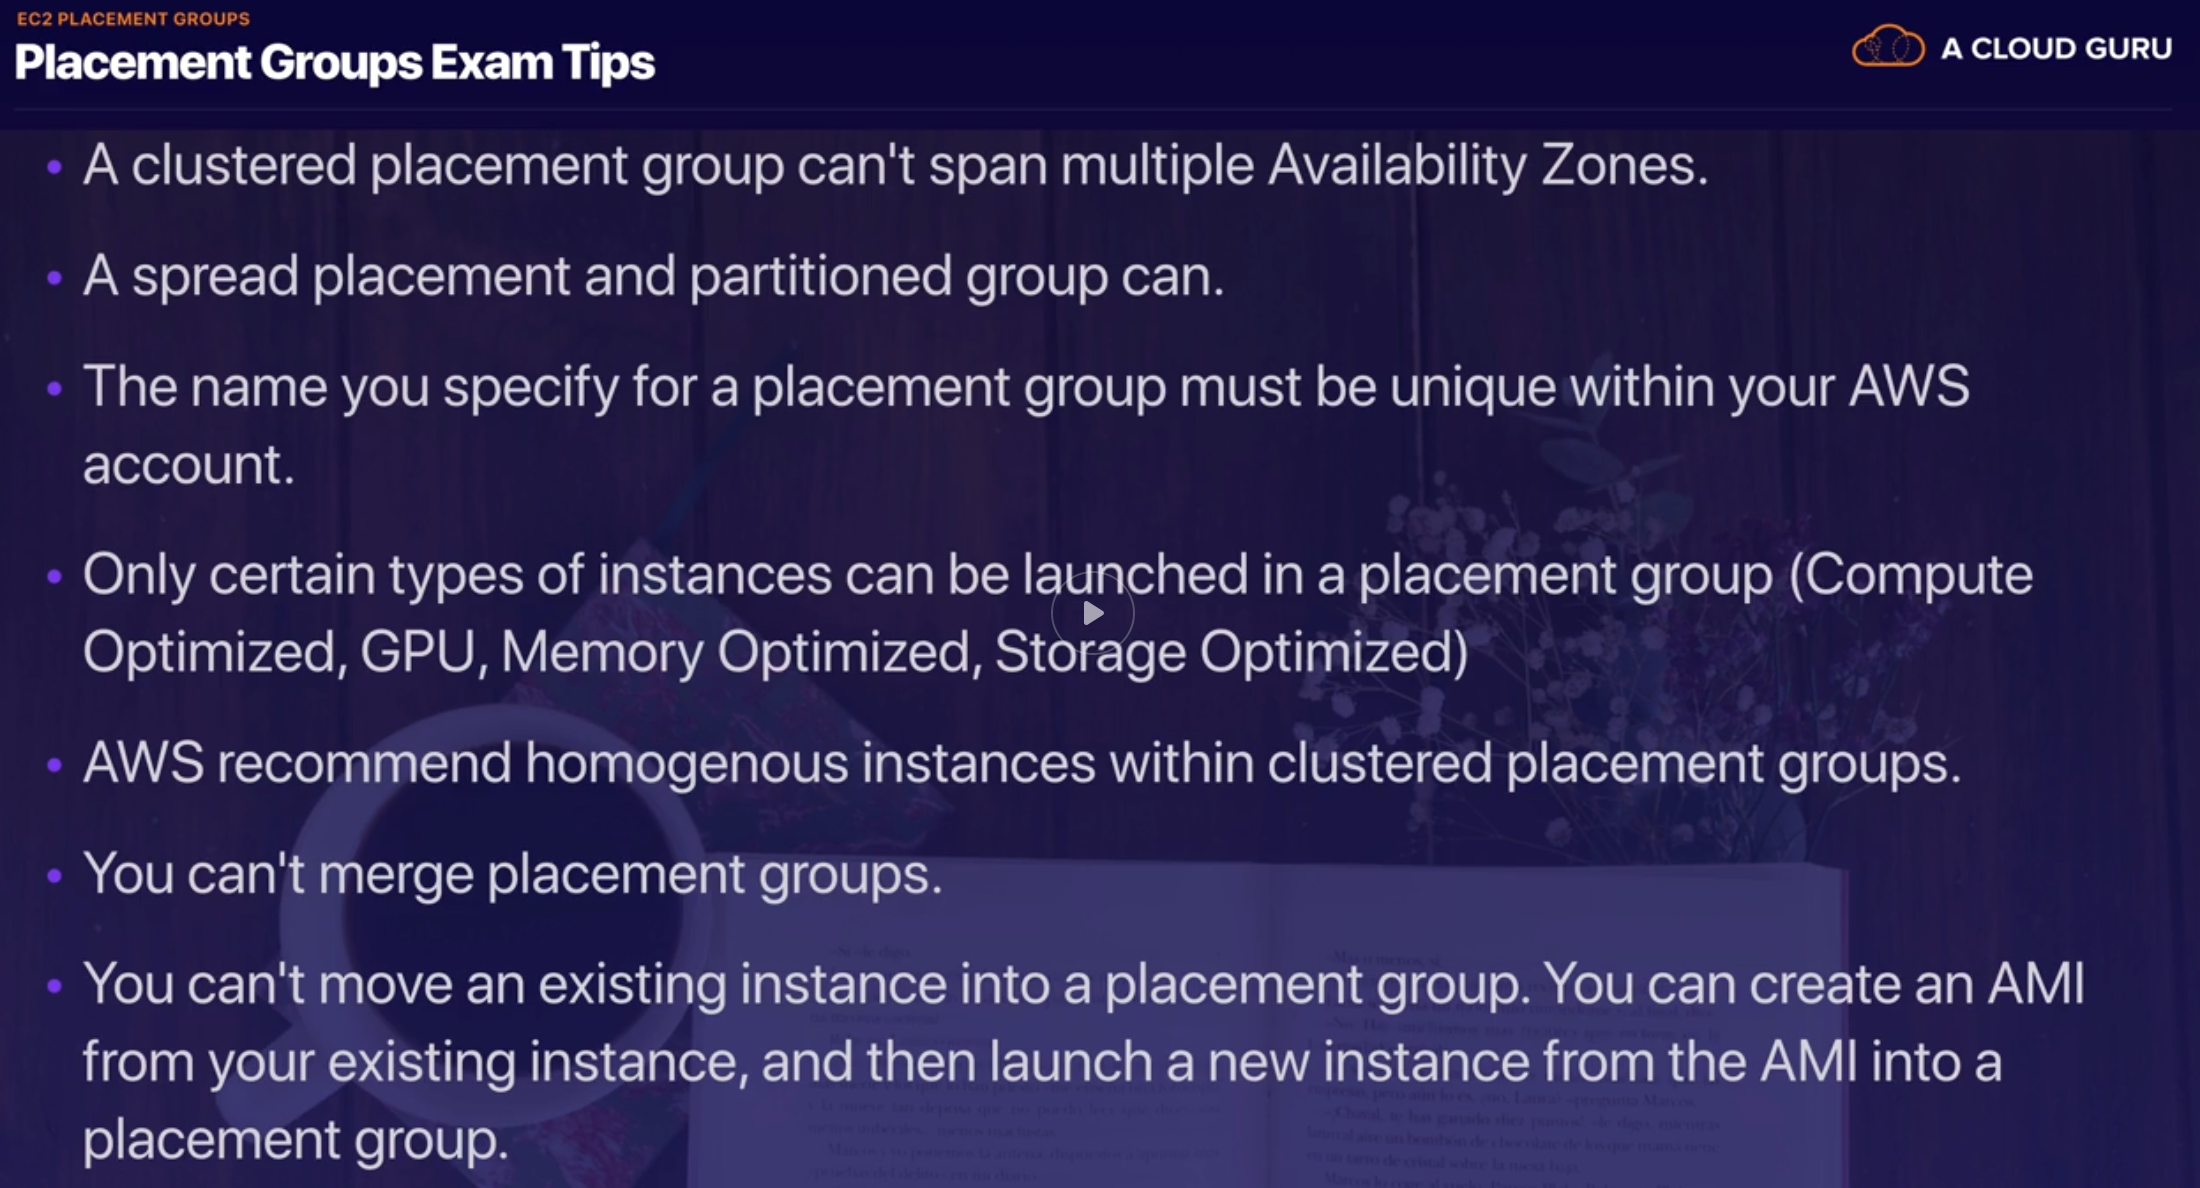 EC2 PLACEMENT GROUPS
Placement Groups Exam Tips
A CLOUD GURU
• A clustered placement group can't span multiple Availability Zones.
• A spread placement and partitioned group can.
• The name you specify for a placement group must be unique within your AWS
account.
• Only certain types of instances can be launched in a placement group (Compute
Optimized, GPU, Memory Optimized, Storage Optimized)
• AWS recommend homogenous instances within clustered placement groups.
• You can't merge placement groups.
• You can't move an existing instance into a placement group. You can create an AMI
from your existing instance, and then launch a new instance from the AMI into a
placement group.